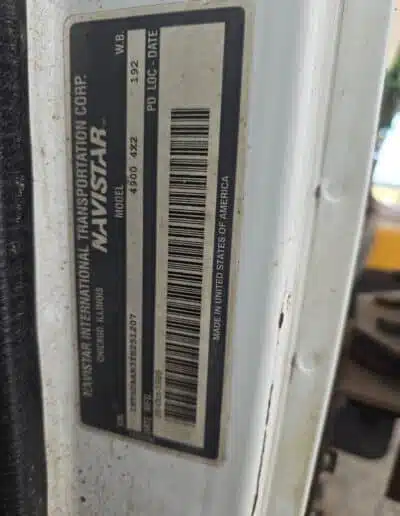 NAVISTAR INTERNATIONAL TRANSPORTATION CORP.
CHICAGO, ILLINOIS
NAVISTAR
MODEL W.B.
4900 4X2 192
PD LOC - DATE
MADE IN UNITED STATES OF AMERICA